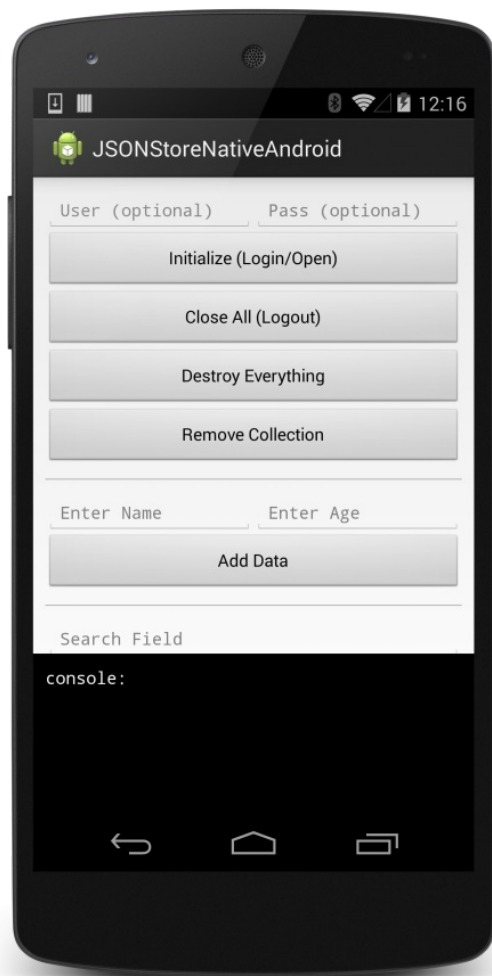 12:16
JSONStoreNativeAndroid
User (optional) Pass (optional)
Initialize (Login/Open)
Close All (Logout)
Destroy Everything
Remove Collection
Enter Name Enter Age
Add Data
Search Field
console: